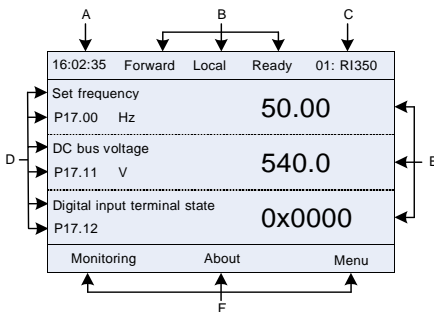 A B C
16:02:35 Forward Local Ready 01: RI350
Set frequency
P17.00 Hz 50.00
DC bus voltage
D P17.11 V 540.0 E
Digital input terminal state
P17.12 0x0000
Monitoring About Menu
F